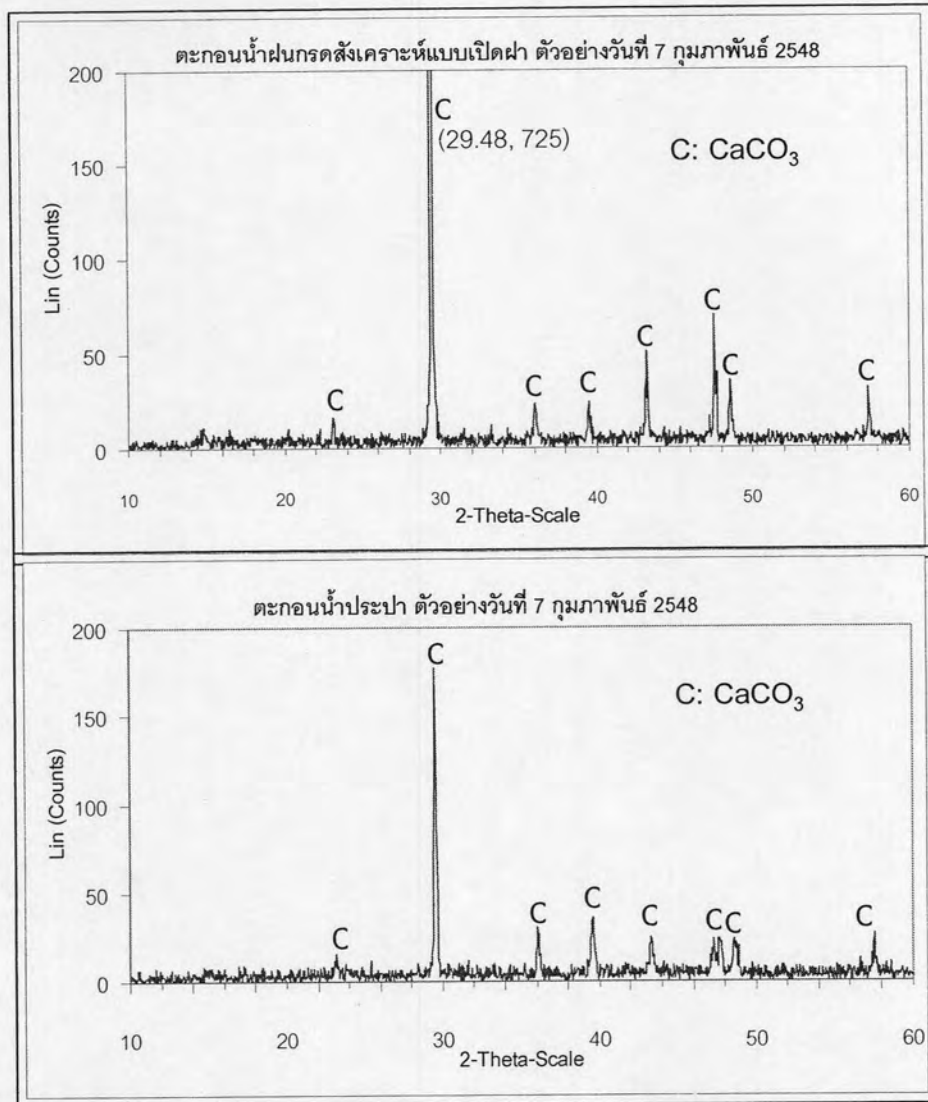 ตะกอนน้ำฝนกรดสังเคราะห์แบบเปิดฝา ตัวอย่างวันที่ 7 กุมภาพันธ์ 2548
200
150
100
50
0
Lin (Counts)
C
(29.48, 725)
C: CaCO₃
C
C
C
C
C
C
C
10
20
30
40
50
60
2-Theta-Scale
ตะกอนน้ำประปา ตัวอย่างวันที่ 7 กุมภาพันธ์ 2548
200
150
100
50
0
Lin (Counts)
C
C: CaCO₃
C
C
C
C
C
C
C
10
20
30
40
50
60
2-Theta-Scale